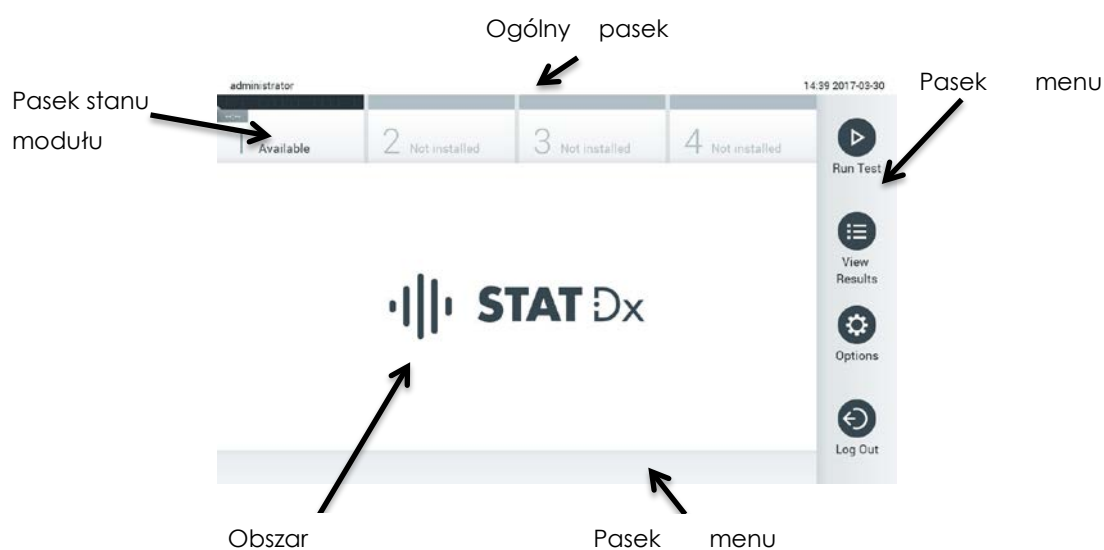 Ogólny pasek
administrator
14:39 2017-03-30
Pasek menu
Pasek stanu
modułu
Available
2 Not installed
3 Not installed
4 Not installed
Run Test
View
Results
STAT Dx
Options
Log Out
Obszar
Pasek menu